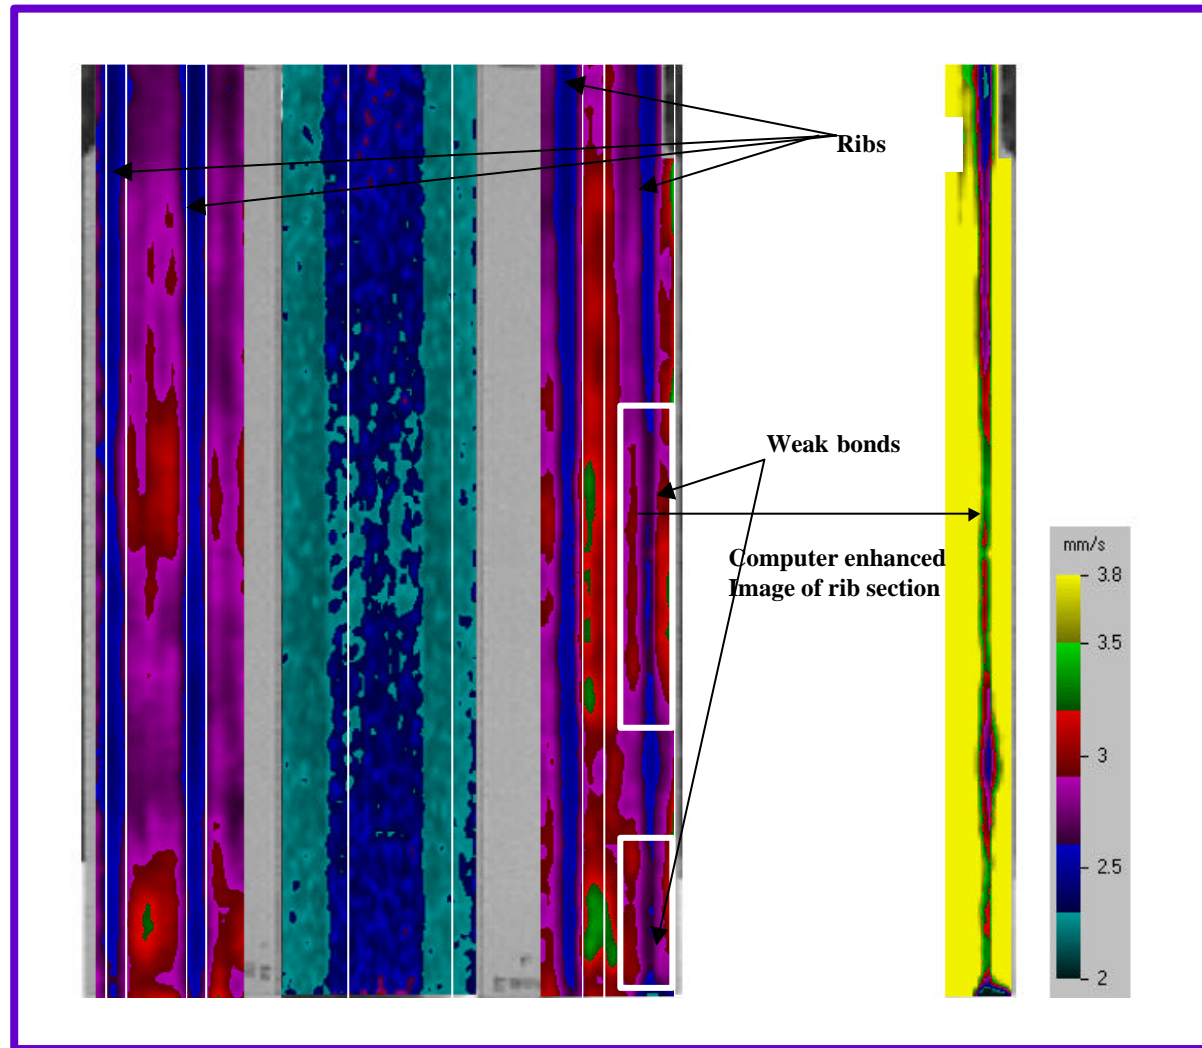 Ribs
Weak bonds
Computer enhanced
Image of rib section
mm/s
3.8
3.5
3
2.5
2